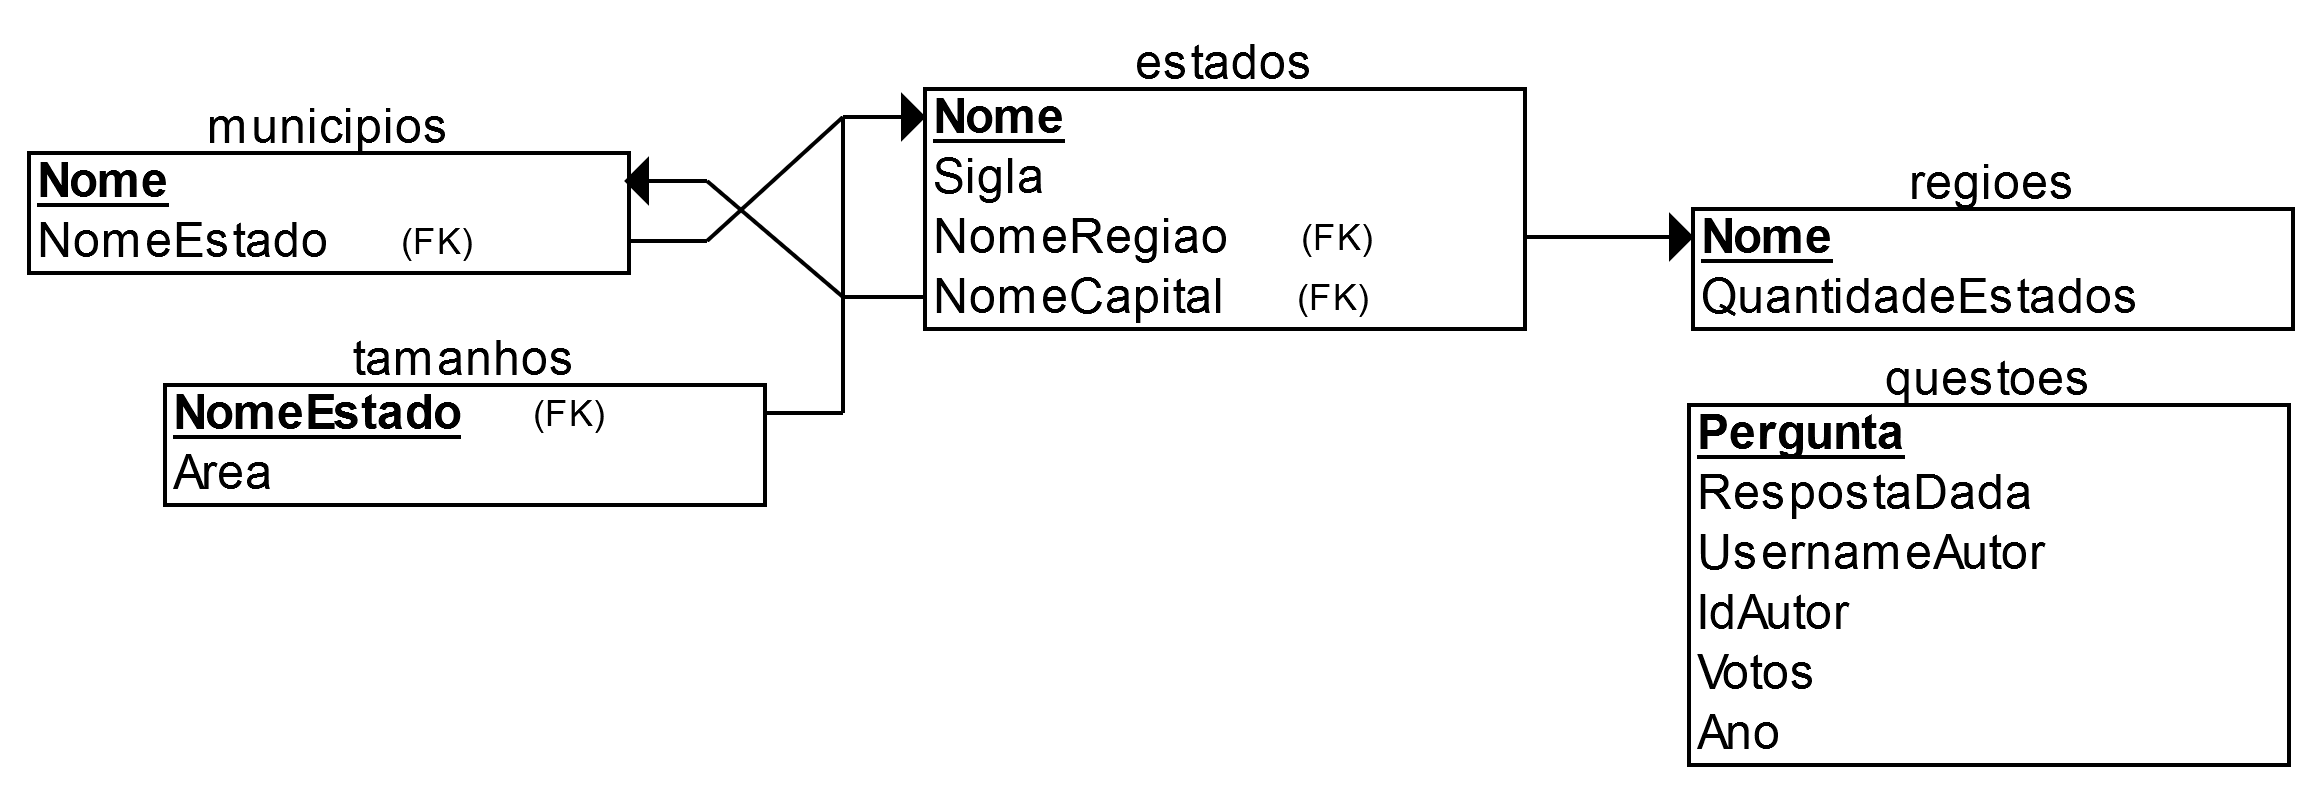 municipios
Nome
NomeEstado (FK)
tamanhos
NomeEstado (FK)
Area
estados
Nome
Sigla
NomeRegiao (FK)
NomeCapital (FK)
regioes
Nome
QuantidadeEstados
questoes
Pergunta
RespostaDada
UsernameAutor
IdAutor
Votos
Ano